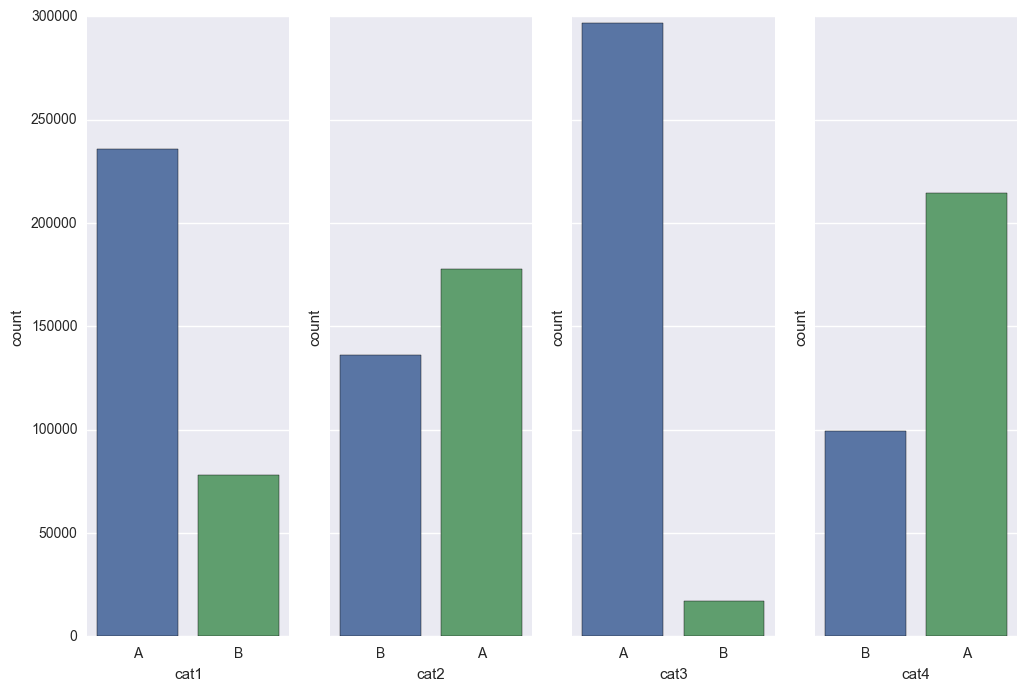 300000
250000
200000
150000
100000
50000
0
count
A B
cat1
count
B A
cat2
count
A B
cat3
count
B A
cat4